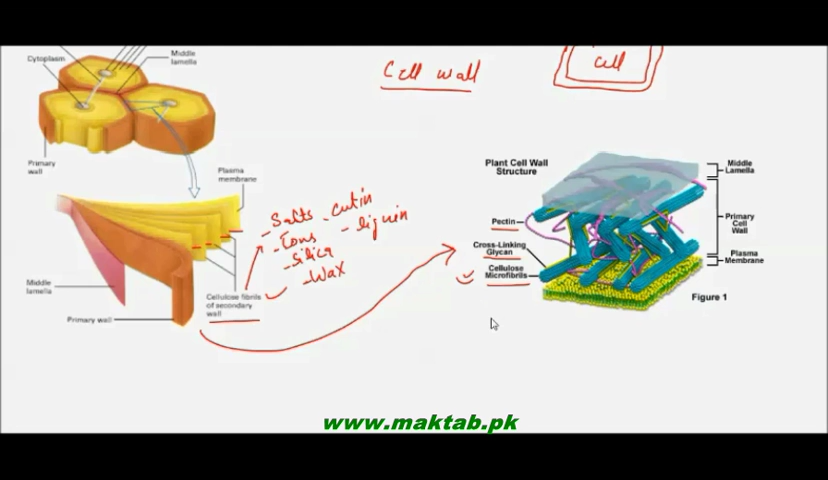 Cytoplasm
Middle
lamella
Cell wall
cell
Primary
wall
Plasma
membrane
- Salts - cutin
- Ions - lignin
- Silica
- Wax
Middle
lamella
Primary wall
Cellulose fibrils
of secondary
wall
Plant Cell Wall
Structure
Middle
Lamella
Pectin
Primary
Cell
Wall
Cross-Linking
Glycan
Plasma
Membrane
Cellulose
Microfibrils
Figure 1
www.maktab.pk